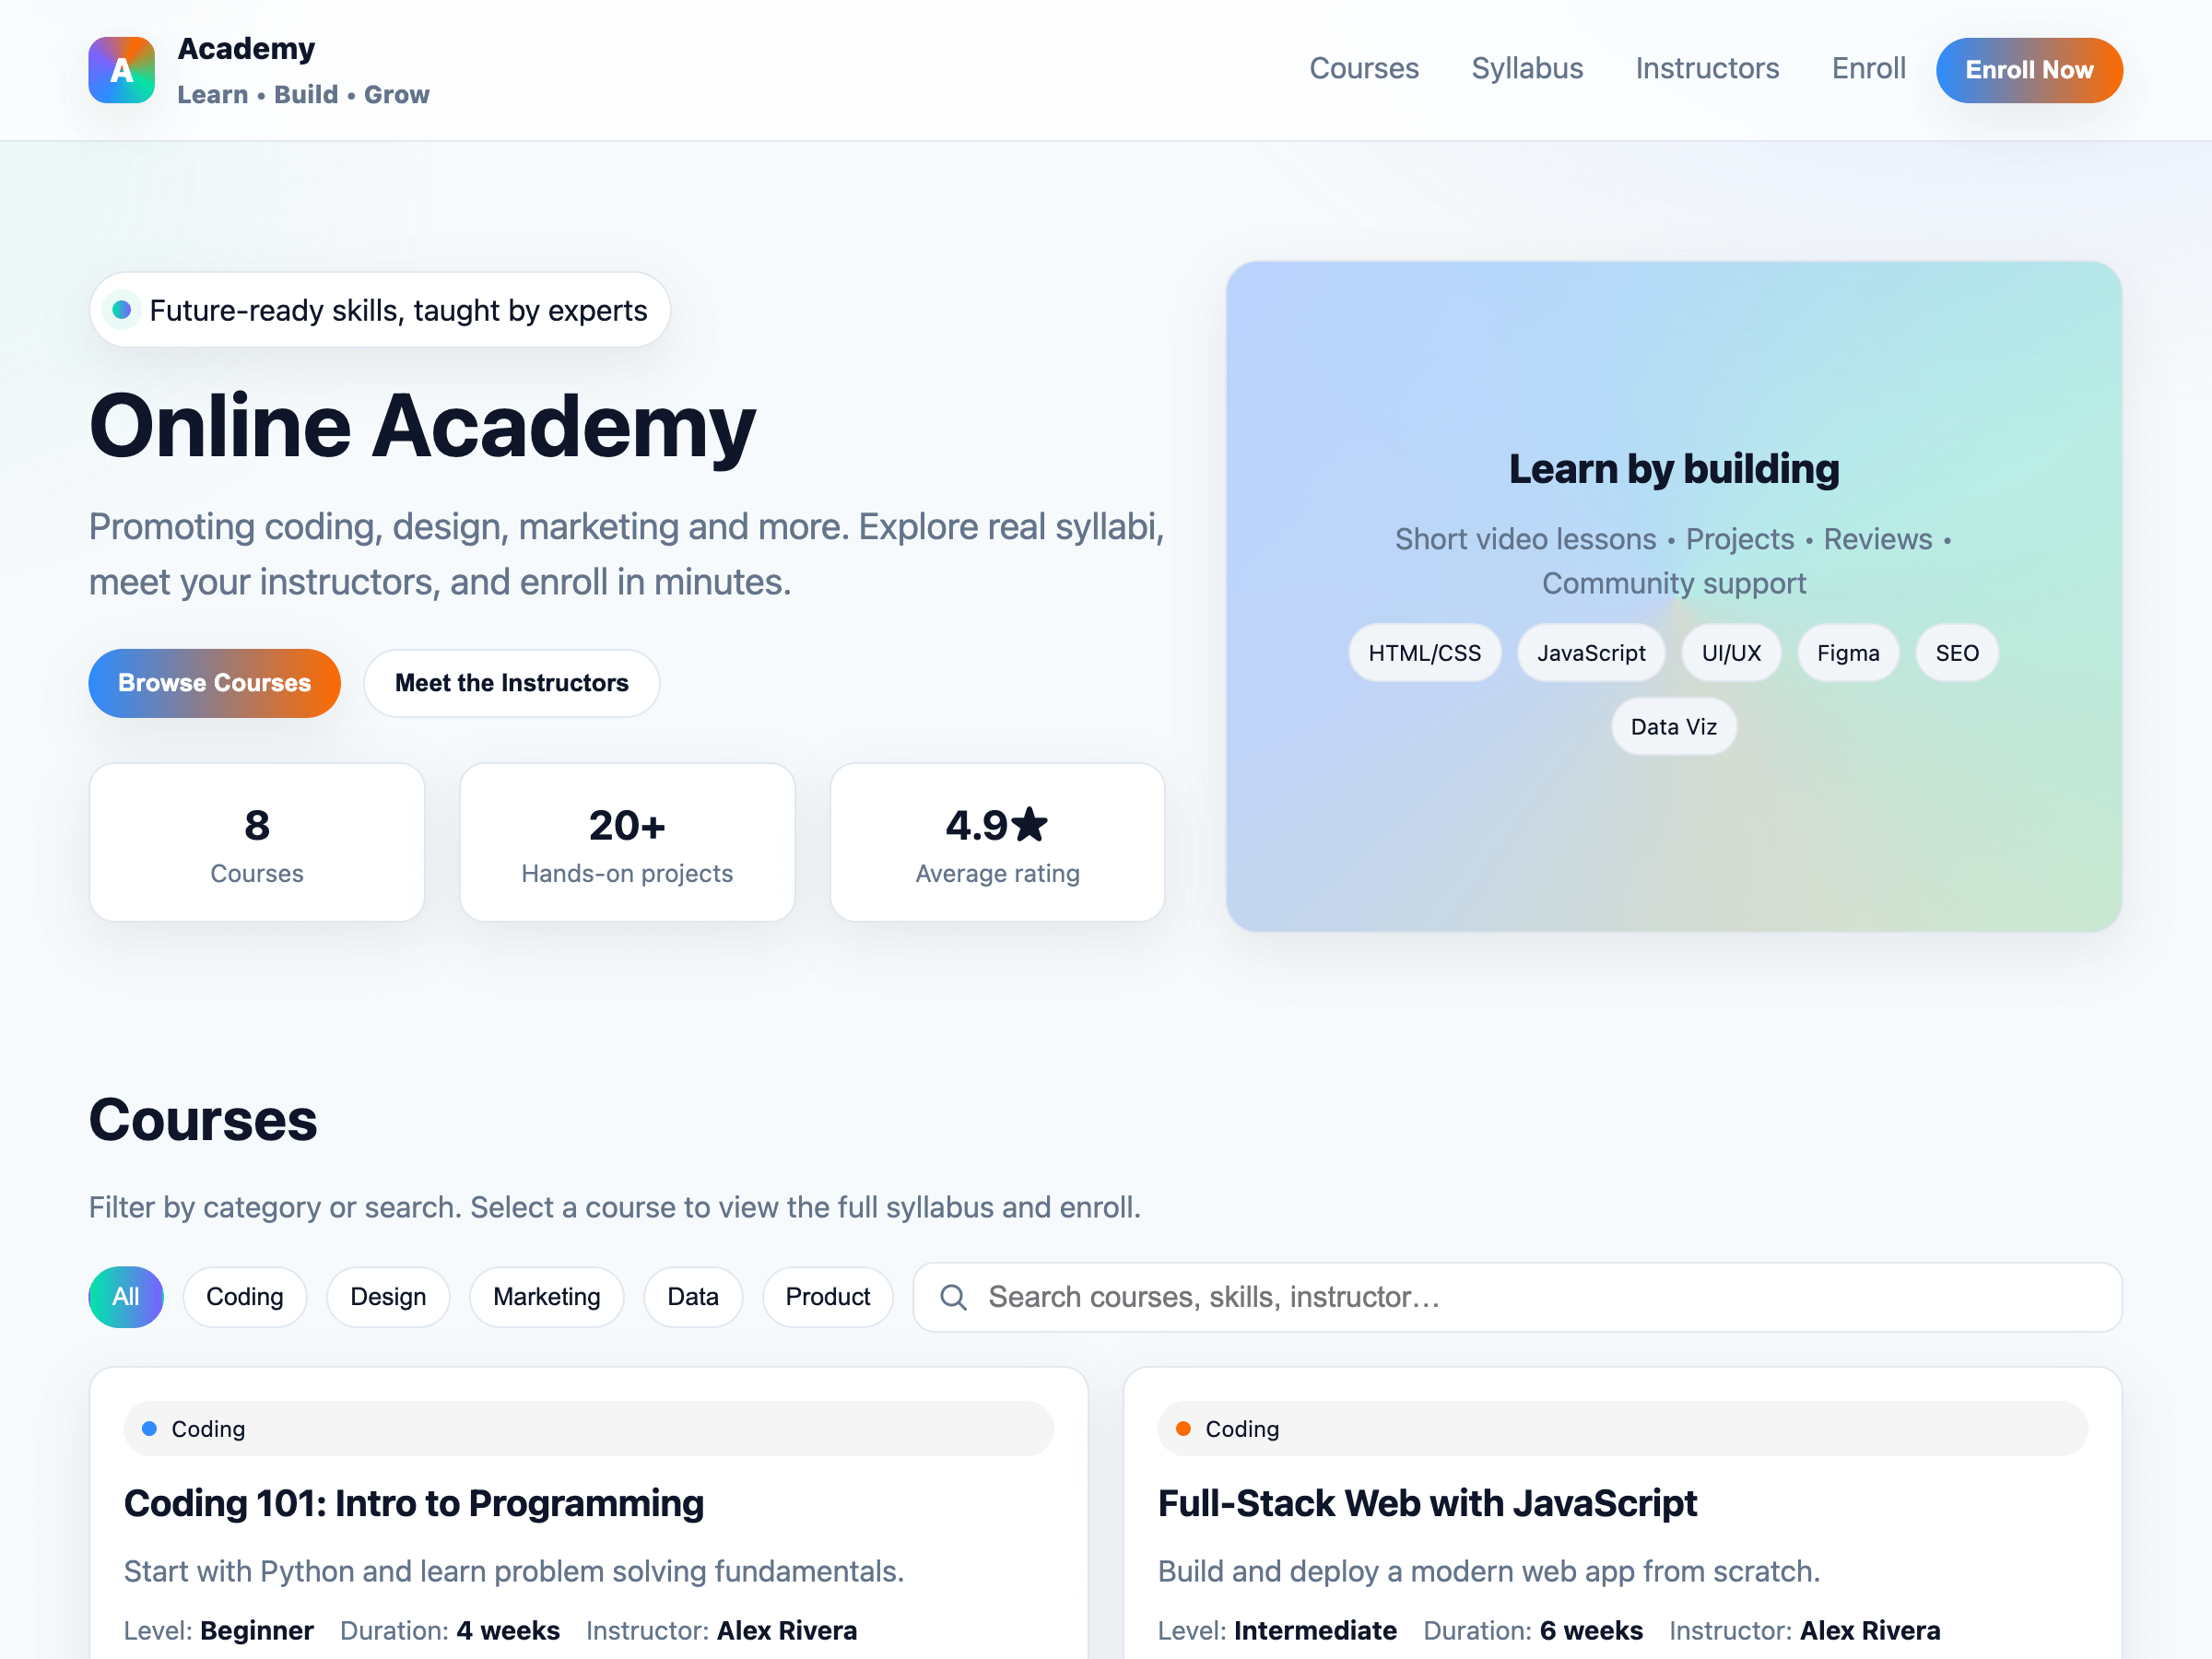 A
Academy
Learn • Build • Grow
Courses
Syllabus
Instructors
Enroll
Enroll Now
Future-ready skills, taught by experts
Online Academy
Promoting coding, design, marketing and more. Explore real syllabi,
meet your instructors, and enroll in minutes.
Browse Courses
Meet the Instructors
8
Courses
20+
Hands-on projects
4.9★
Average rating
Learn by building
Short video lessons • Projects • Reviews •
Community support
HTML/CSS
JavaScript
UI/UX
Figma
SEO
Data Viz
Courses
Filter by category or search. Select a course to view the full syllabus and enroll.
All
Coding
Design
Marketing
Data
Product
Search courses, skills, instructor…
Coding
Coding 101: Intro to Programming
Start with Python and learn problem solving fundamentals.
Level: Beginner Duration: 4 weeks Instructor: Alex Rivera
Coding
Full-Stack Web with JavaScript
Build and deploy a modern web app from scratch.
Level: Intermediate Duration: 6 weeks Instructor: Alex Rivera